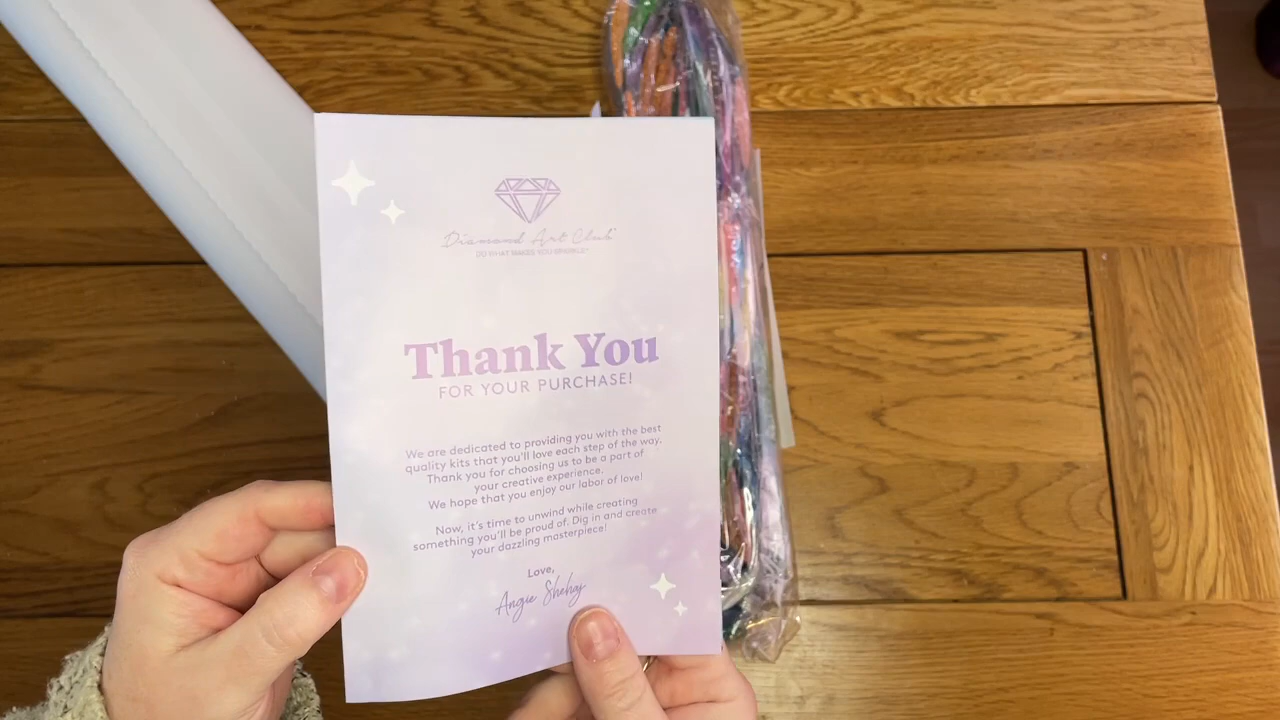 Diamond Art Club
DO WHAT MAKES YOU SPARKLE
Thank You
FOR YOUR PURCHASE!
We are dedicated to providing you with the best
quality kits that you'll love each step of the way.
Thank you for choosing us to be a part of
your creative experience.
We hope that you enjoy our labor of love!
Now, it's time to unwind while creating
something you'll be proud of. Dig in and create
your dazzling masterpiece!
Love,
Angie Shehaj